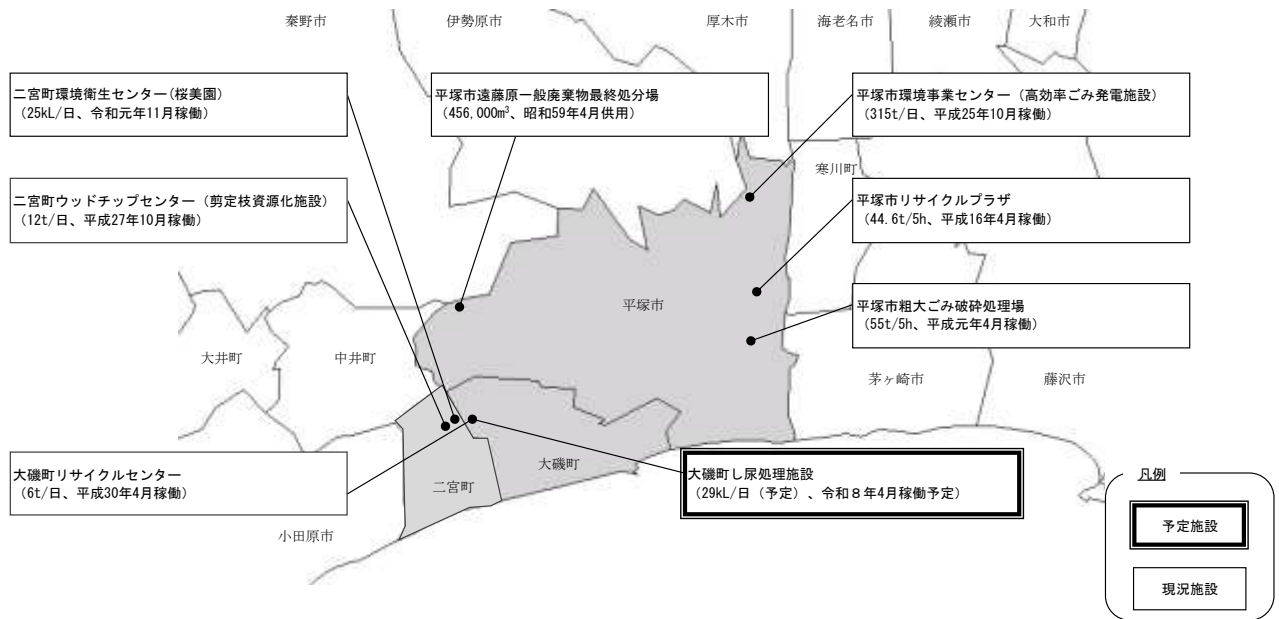 秦野市
伊勢原市
厚木市
海老名市
綾瀬市
大和市
二宮町環境衛生センター(桜美園)
(25kL/日、令和元年11月稼働)
平塚市遠藤原一般廃棄物最終処分場
(456,000m³、昭和59年4月供用)
平塚市環境事業センター(高効率ごみ発電施設)
(315t/日、平成25年10月稼働)
寒川町
二宮町ウッドチップセンター(剪定枝資源化施設)
(12t/日、平成27年10月稼働)
平塚市リサイクルプラザ
(44.6t/5h、平成16年4月稼働)
平塚市
平塚市粗大ごみ破砕処理場
(55t/5h、平成元年4月稼働)
大井町
中井町
茅ヶ崎市
藤沢市
大磯町リサイクルセンター
(6t/日、平成30年4月稼働)
大磯町
二宮町
大磯町し尿処理施設
(29kL/日(予定)、令和8年4月稼働予定)
小田原市
凡例
予定施設
現況施設